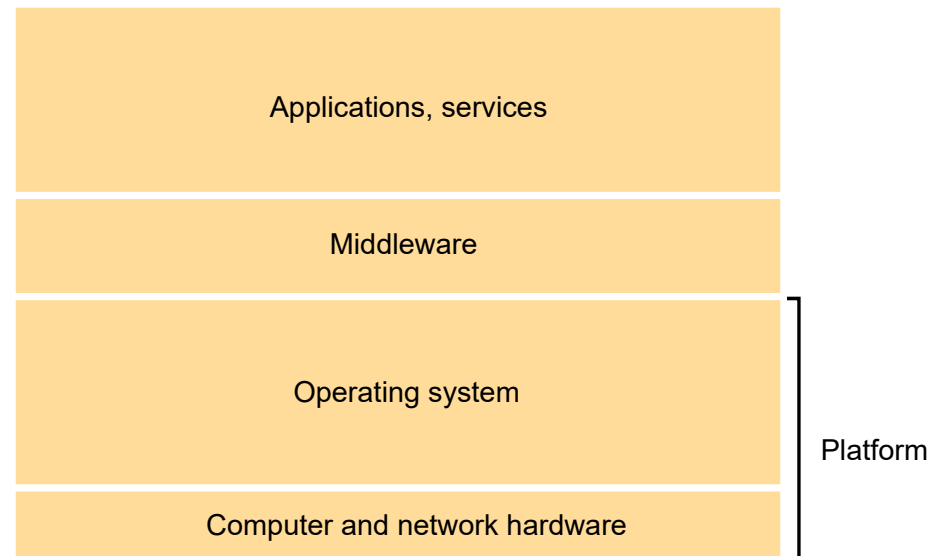 Applications, services
Middleware
Operating system
Platform
Computer and network hardware